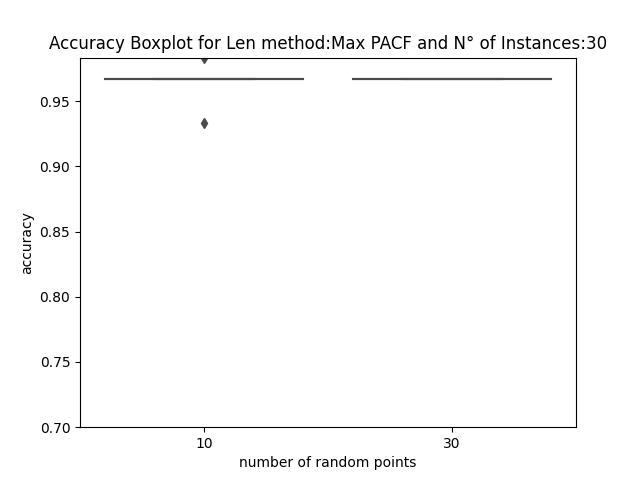 Accuracy Boxplot for Len method:Max PACF and N° of Instances:30
0.95
0.90
0.85
0.80
0.75
0.70
accuracy
10 30
number of random points